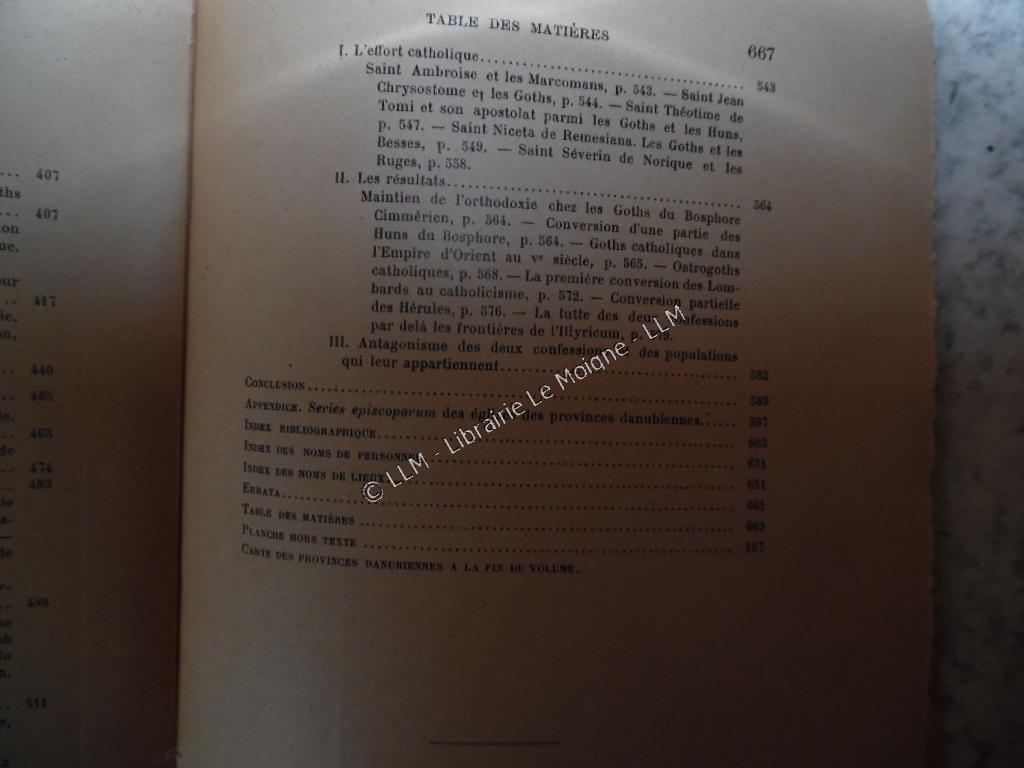 TABLE DES MATIÈRES 667
I. L'effort catholique........ 543
Saint Ambroise et les Marcomans, p. 543. — Saint Jean
Chrysostome et les Goths, p. 544. — Saint Théotime de
Tomi et son apostolat parmi les Goths et les Huns,
p. 547. — Saint Niceta de Remesiana. Les Goths et les
Besses, p. 549. — Saint Séverin de Norique et les
Ruges, p. 558.
II. Les résultats........ 564
Maintien de l'orthodoxie chez les Goths du Bosphore
Cimmérien, p. 564. — Conversion d'une partie des
Huns du Bosphore, p. 564. — Goths catholiques dans
l'Empire d'Orient au Ve siècle, p. 565. — Ostrogoths
catholiques, p. 568. — La première conversion des Lom-
bards au catholicisme, p. 572. — Conversion partielle
des Hérules, p. 576. — La lutte des deux confessions
par delà les frontières de l'Illyricum, p.
III. Antagonisme des deux des populations
qui leur appartiennent........ 582
CONCLUSION........ 589
APPENDICE. Series episcoporum des des provinces danubiennes...... 597
INDEX BIBLIOGRAPHIQUE........ 603
INDEX DES NOMS DE PERSONNES........ 631
INDEX DES NOMS DE LIEUX........ 651
ERRATA........ 661
TABLE DES MATIÈRES........ 663
PLANCHE HORS TEXTE........ 187
CARTE DES PROVINCES DANUBIENNES A LA FIN DU VOLUME.
© LLM - Librairie Le Moigne - LLM
407
407
417
440
465
465
474
483
498
511